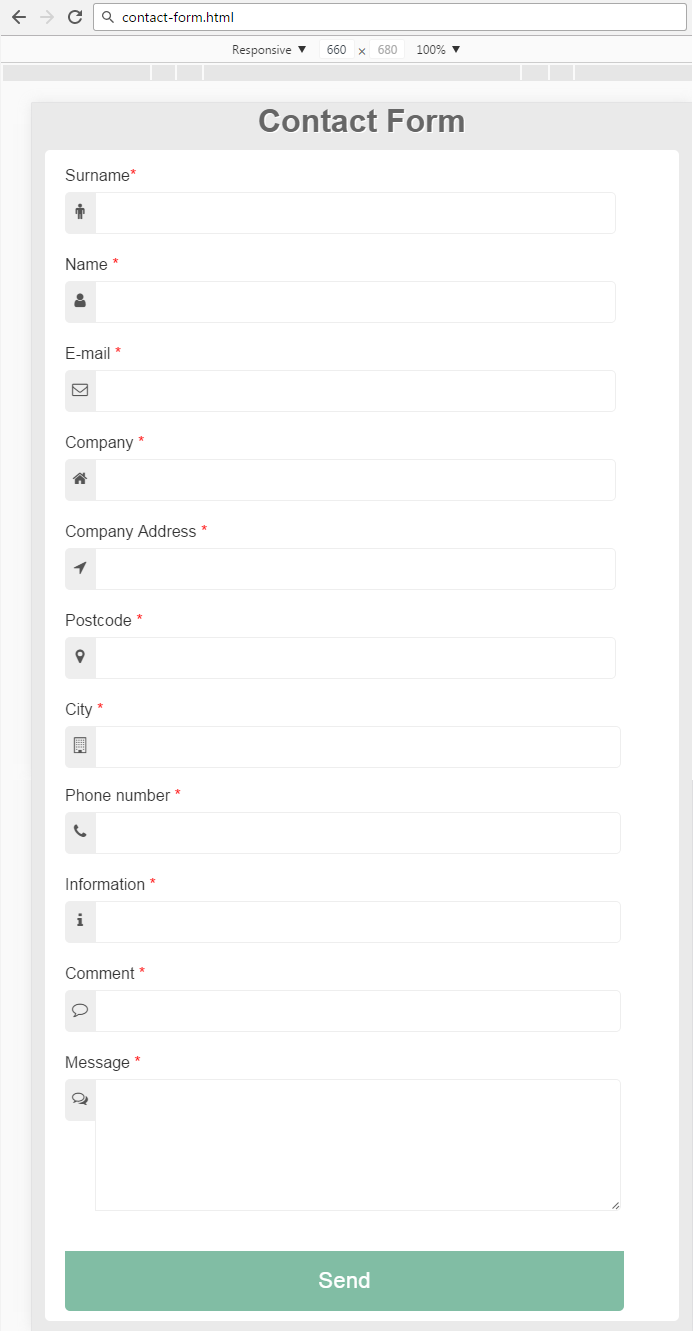 contact-form.html
Responsive ▼ 660 × 680 100% ▼
Contact Form
Surname*
Name *
E-mail *
Company *
Company Address *
Postcode *
City *
Phone number *
Information *
Comment *
Message *
Send